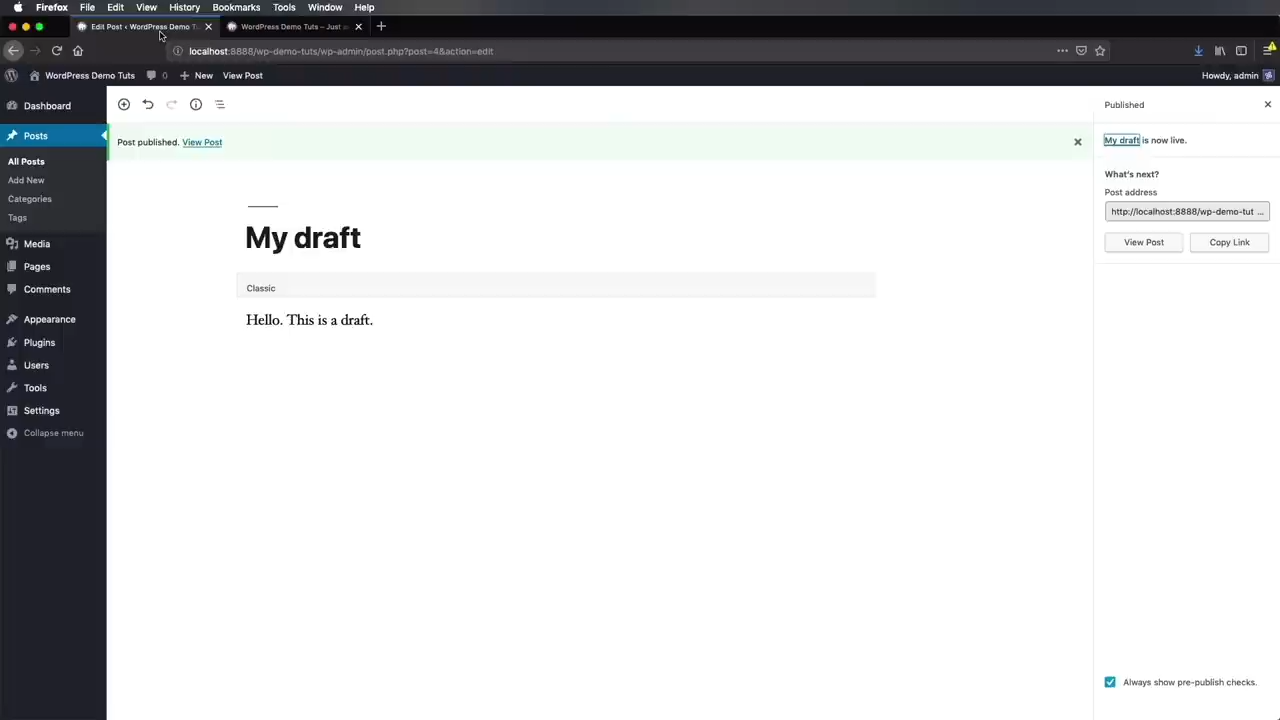 Firefox File Edit View History Bookmarks Tools Window Help
Edit Post ‹ WordPress Demo T
WordPress Demo Tuts – Just
localhost:8888/wp-demo-tuts/wp-admin/post.php?post=4&action=edit
WordPress Demo Tuts 0 New View Post Howdy, admin
Dashboard
Posts
All Posts
Add New
Categories
Tags
Media
Pages
Comments
Appearance
Plugins
Users
Tools
Settings
Collapse menu
Post published. View Post
My draft
Classic
Hello. This is a draft.
Published
My draft is now live.
What's next?
Post address
http://localhost:8888/wp-demo-tut ...
View Post Copy Link
Always show pre-publish checks.